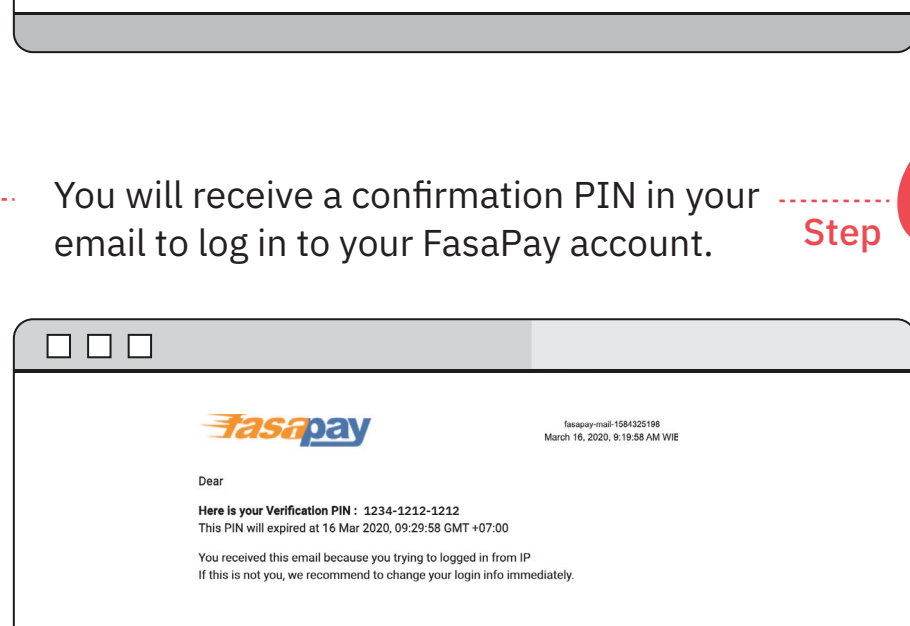 You will receive a confirmation PIN in your
email to log in to your FasaPay account.
Step
fasapay
fasapay-mail-1584325198
March 16, 2020, 9:19:58 AM WIB
Dear
Here is your Verification PIN : 1234-1212-1212
This PIN will expired at 16 Mar 2020, 09:29:58 GMT +07:00
You received this email because you trying to logged in from IP
If this is not you, we recommend to change your login info immediately.